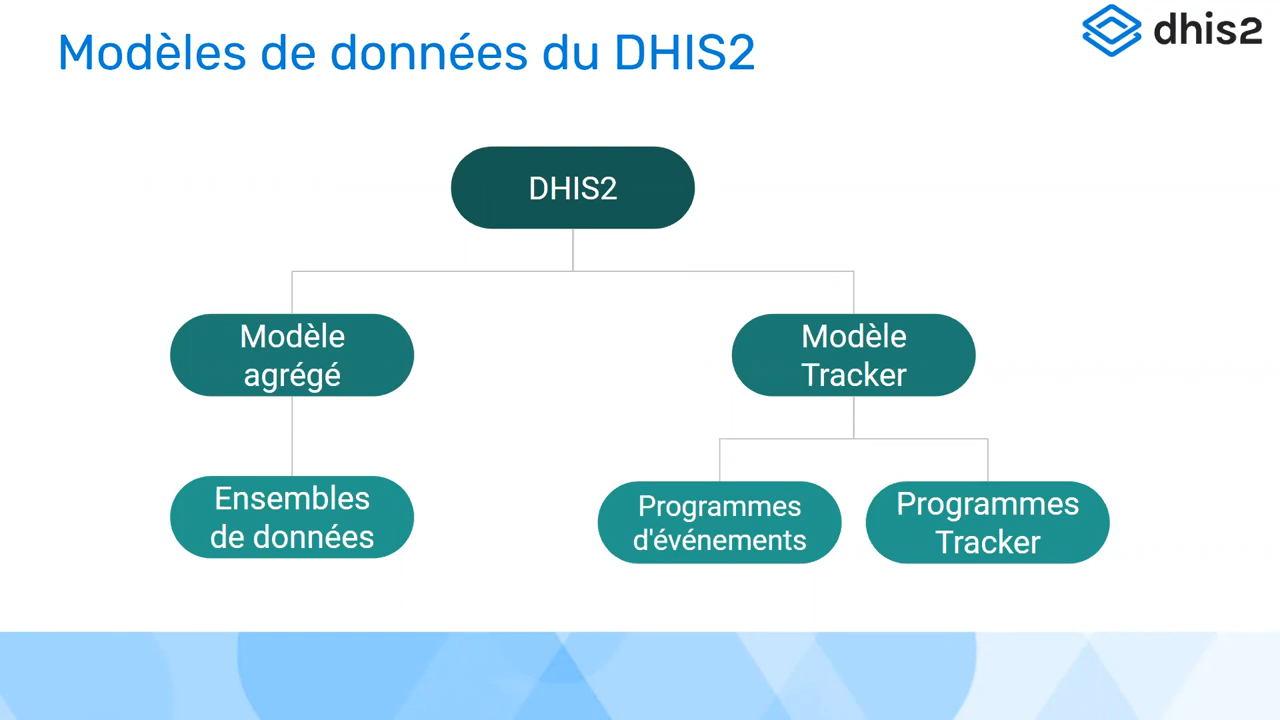 Modèles de données du DHIS2
dhis2
DHIS2
Modèle
agrégé
Modèle
Tracker
Ensembles
de données
Programmes
d'événements
Programmes
Tracker